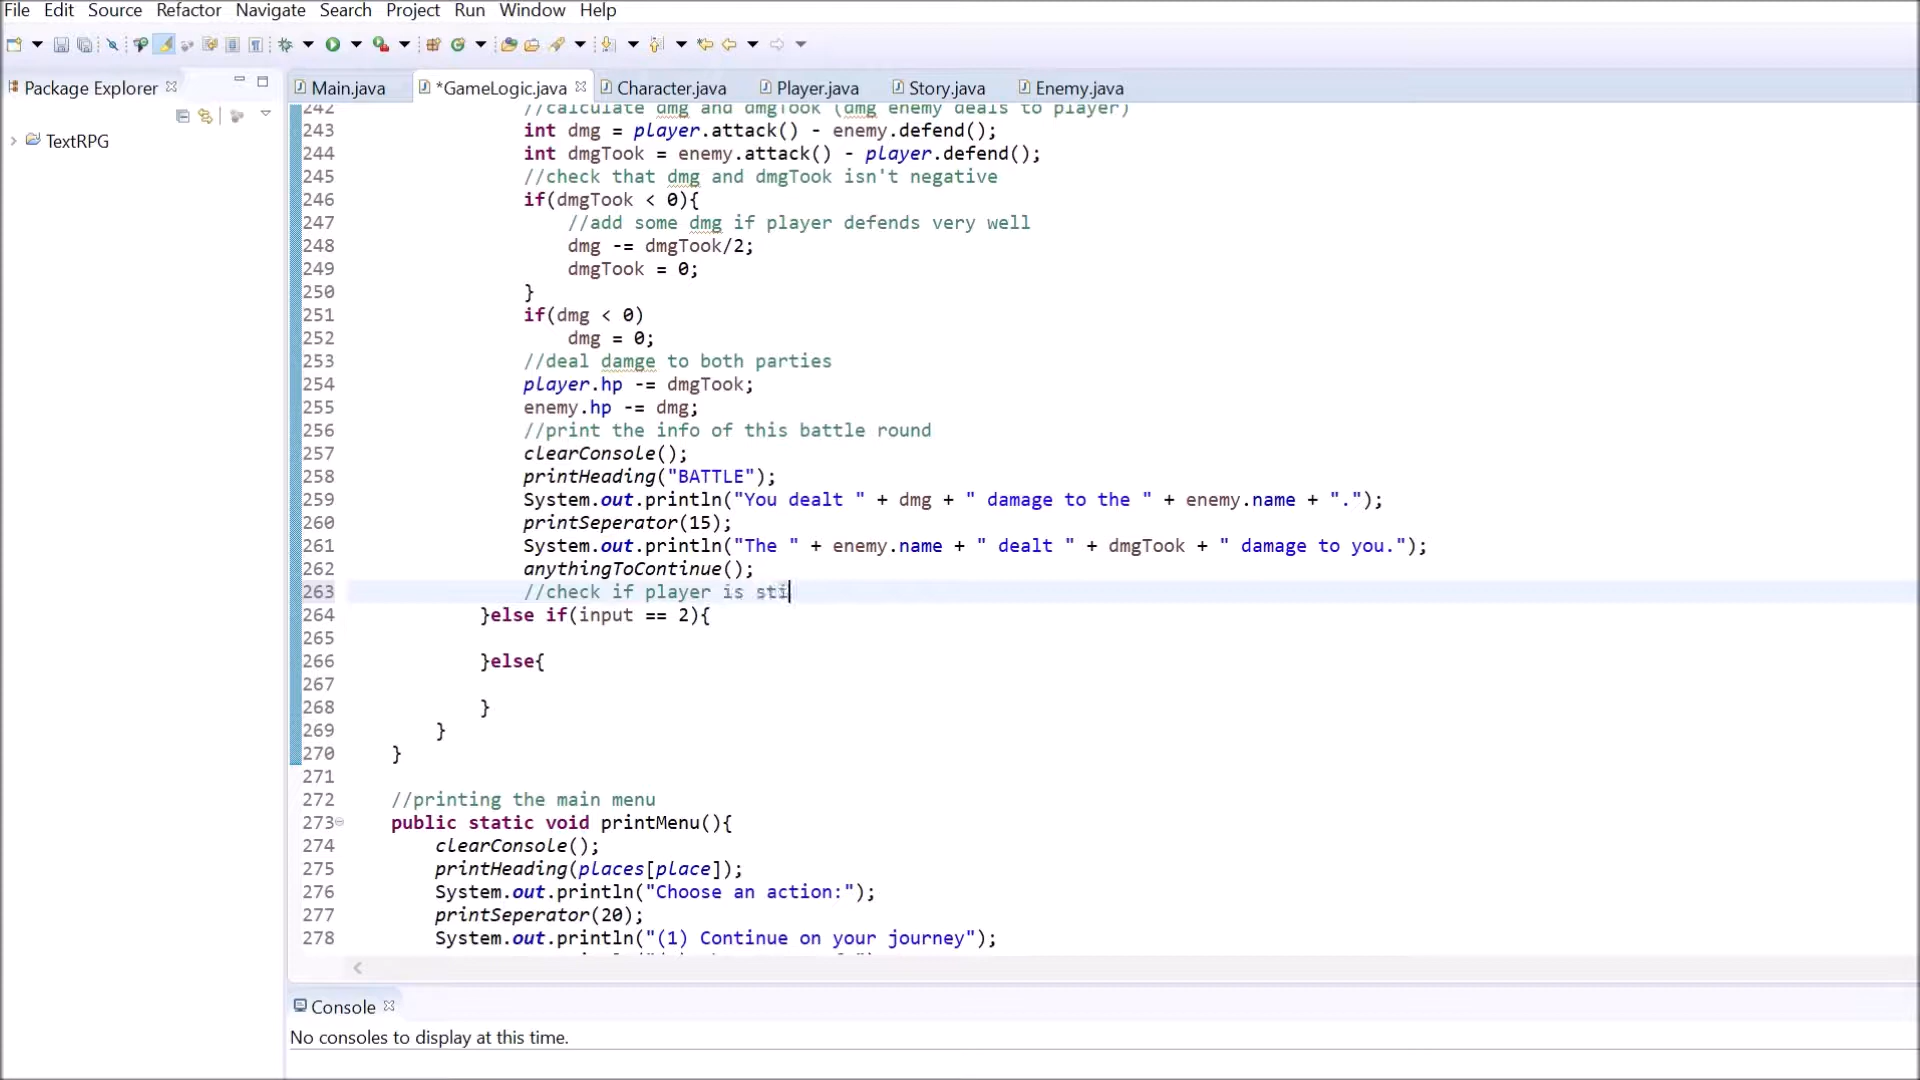 File Edit Source Refactor Navigate Search Project Run Window Help
Package Explorer
TextRPG
Main.java *GameLogic.java Character.java Player.java Story.java Enemy.java
242 //calculate dmg and dmgTook (dmg enemy deals to player)
243 int dmg = player.attack() - enemy.defend();
244 int dmgTook = enemy.attack() - player.defend();
245 //check that dmg and dmgTook isn't negative
246 if(dmgTook < 0){
247 //add some dmg if player defends very well
248 dmg -= dmgTook/2;
249 dmgTook = 0;
250 }
251 if(dmg < 0)
252 dmg = 0;
253 //deal damge to both parties
254 player.hp -= dmgTook;
255 enemy.hp -= dmg;
256 //print the info of this battle round
257 clearConsole();
258 printHeading("BATTLE");
259 System.out.println("You dealt " + dmg + " damage to the " + enemy.name + ".");
260 printSeperator(15);
261 System.out.println("The " + enemy.name + " dealt " + dmgTook + " damage to you.");
262 anythingToContinue();
263 //check if player is sti
264 }else if(input == 2){
265
266 }else{
267
268 }
269 }
270 }
271
272 //printing the main menu
273 public static void printMenu(){
274 clearConsole();
275 printHeading(places[place]);
276 System.out.println("Choose an action:");
277 printSeperator(20);
278 System.out.println("(1) Continue on your journey");
Console
No consoles to display at this time.